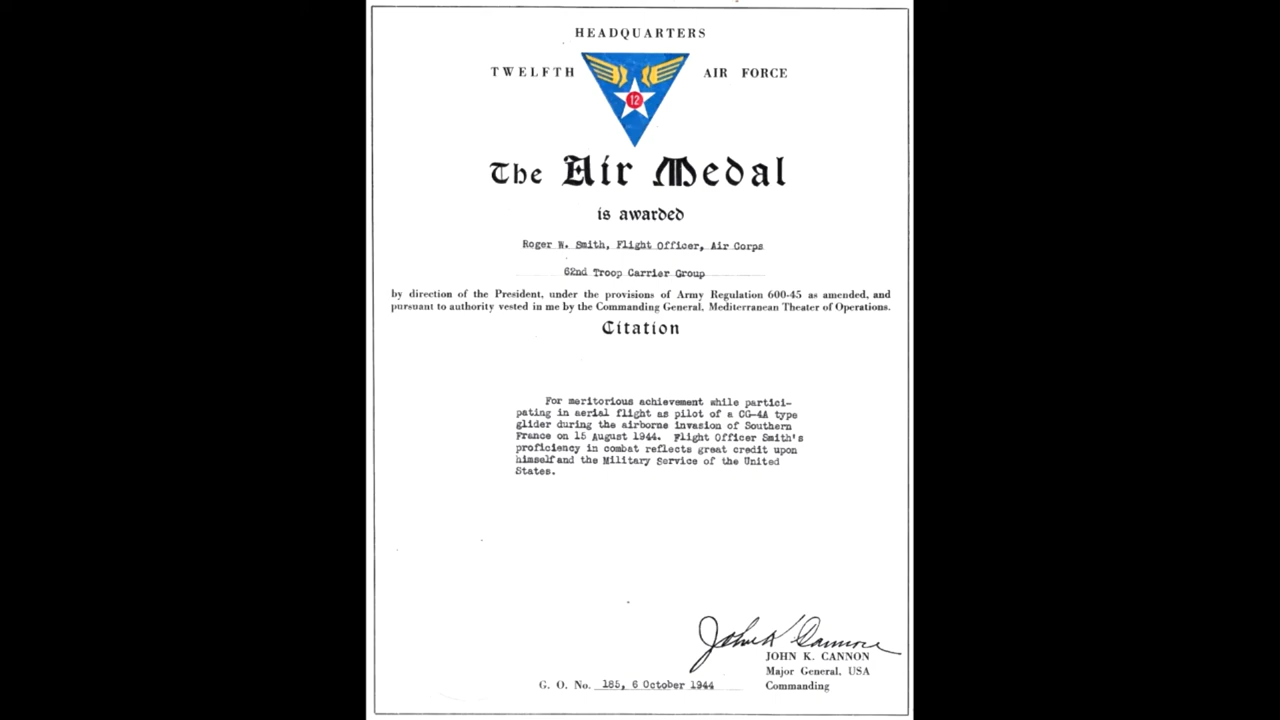 HEADQUARTERS
TWELFTH AIR FORCE
12
The Air Medal
is awarded
Roger W. Smith, Flight Officer, Air Corps
62nd Troop Carrier Group
by direction of the President, under the provisions of Army Regulation 600-45 as amended, and
pursuant to authority vested in me by the Commanding General, Mediterranean Theater of Operations.
Citation
For meritorious achievement while partici-
pating in aerial flight as pilot of a CG-4A type
glider during the airborne invasion of Southern
France on 15 August 1944. Flight Officer Smith's
proficiency in combat reflects great credit upon
himself and the Military Service of the United
States.
John K Cannon
JOHN K. CANNON
Major General, USA
G. O. No. 185, 6 October 1944 Commanding